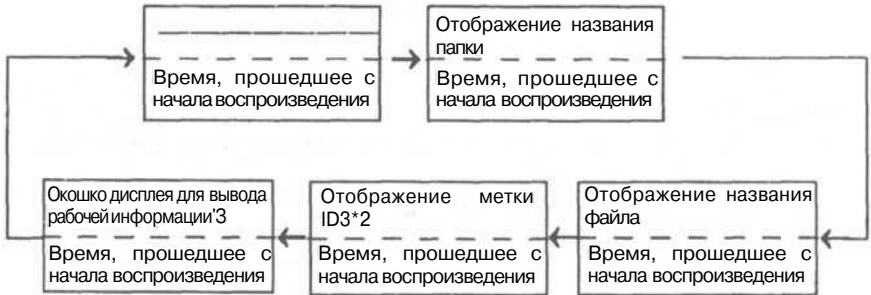 Время, прошедшее с
начала воспроизведения
Отображение названия
папки
Время, прошедшее с
начала воспроизведения
Окошко дисплея для вывода
рабочей информации'3
Время, прошедшее с
начала воспроизведения
Отображение метки
ID3*2
Время, прошедшее с
начала воспроизведения
Отображение названия
файла
Время, прошедшее с
начала воспроизведения